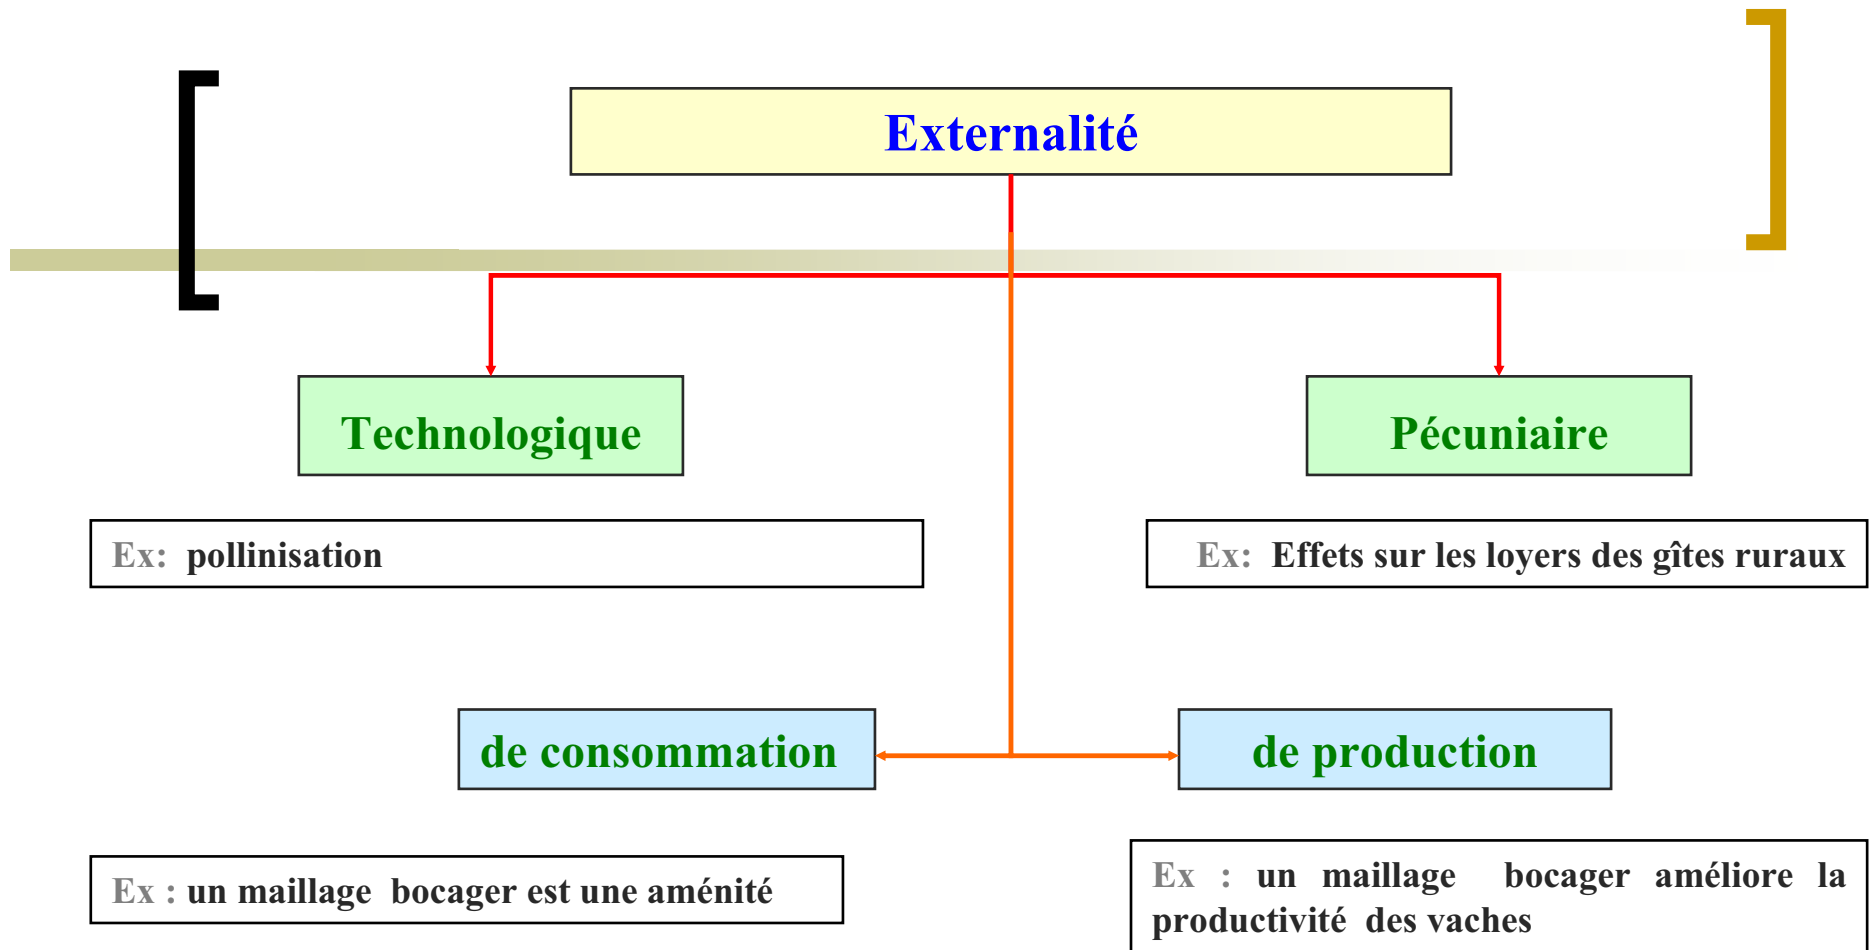 Externalité
Technologique
Pécuniaire
Ex: pollinisation
Ex: Effets sur les loyers des gîtes ruraux
de consommation
de production
Ex : un maillage bocager est une aménité
Ex : un maillage bocager améliore la
productivité des vaches